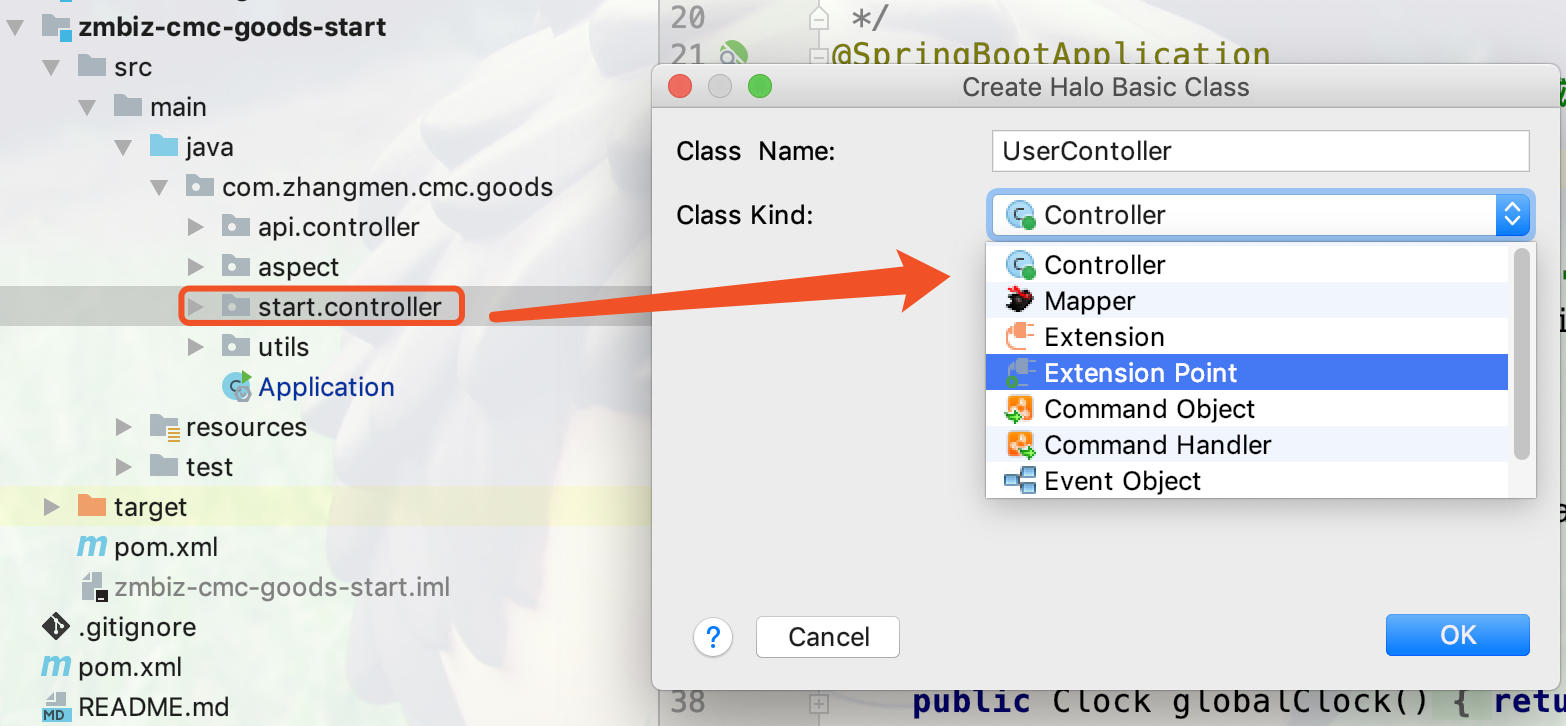 zmbiz-cmc-goods-start
src
main
java
com.zhangmen.cmc.goods
api.controller
aspect
start.controller
utils
Application
resources
test
target
pom.xml
zmbiz-cmc-goods-start.iml
.gitignore
pom.xml
MD README.md
20 */
21 @SpringBootApplication
Create Halo Basic Class
Class Name: UserContoller
Class Kind: Controller
Controller
Mapper
Extension
Extension Point
Command Object
Command Handler
Event Object
? Cancel OK
38 public Clock globalClock() { retu